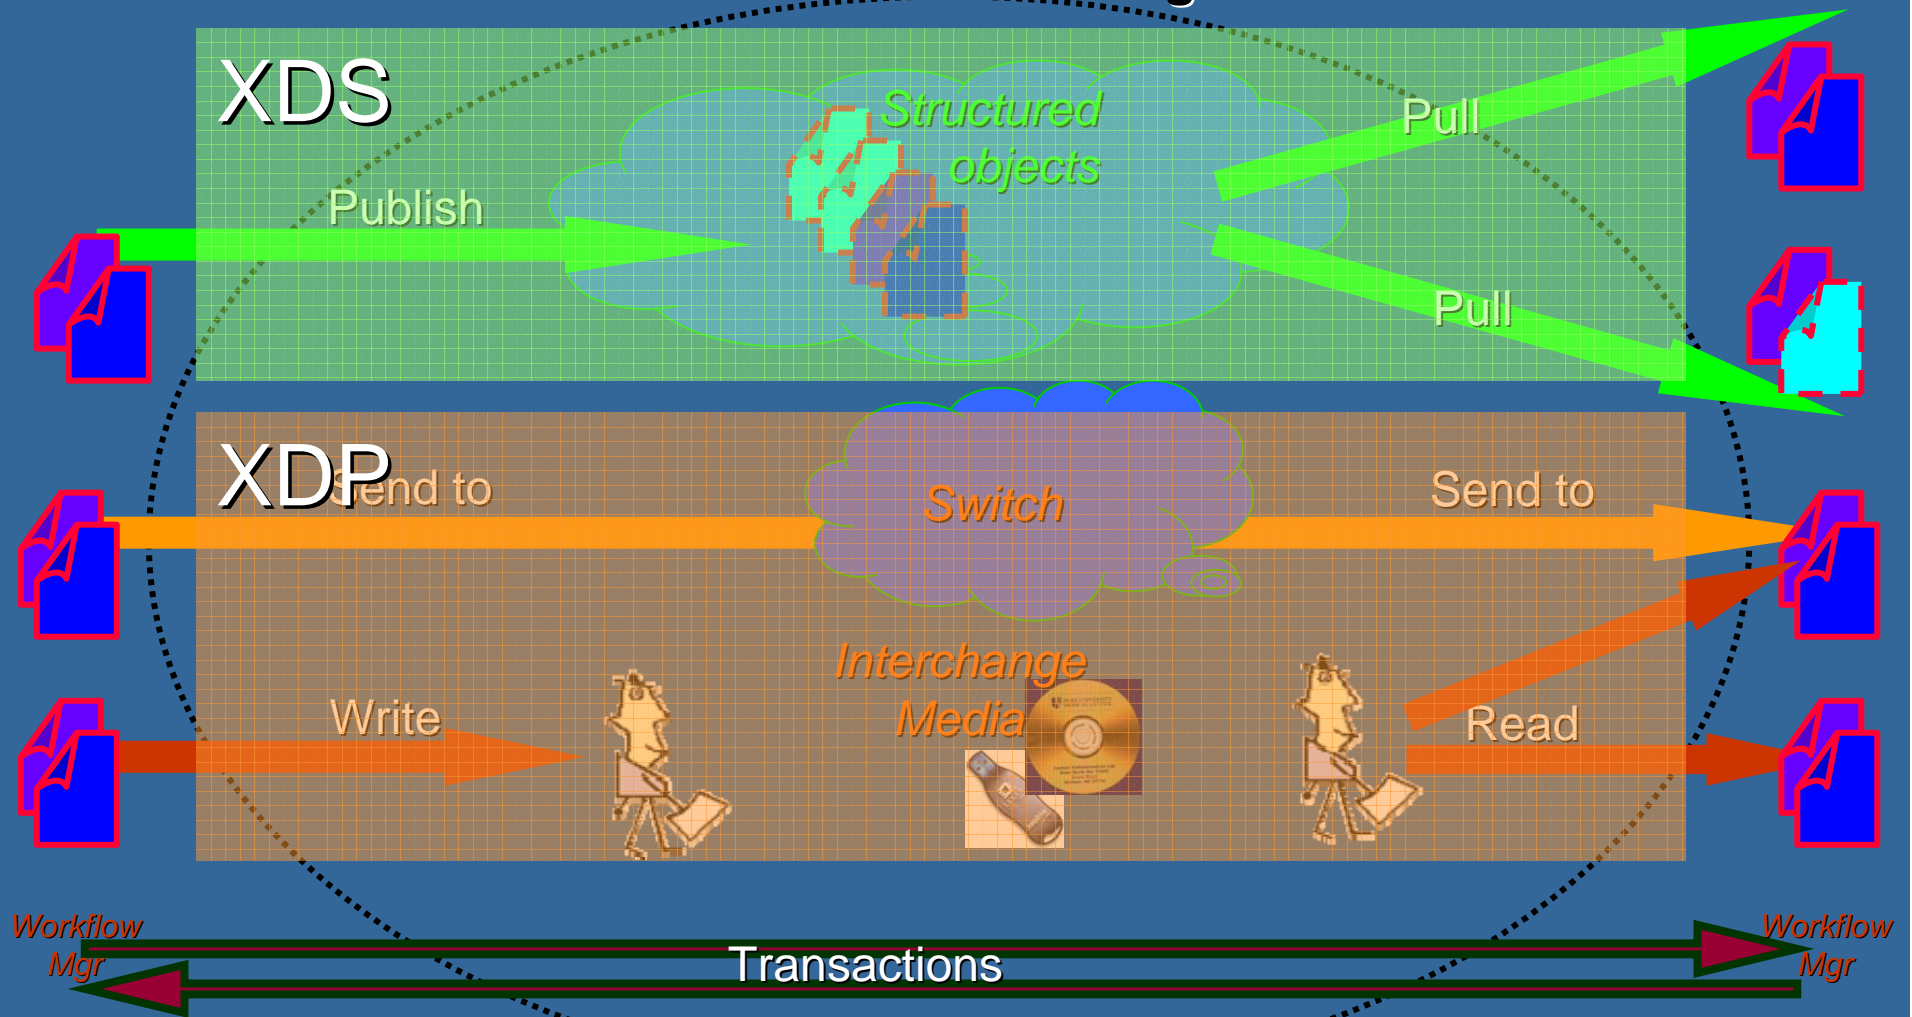 XDS
Structured
objects
Pull
Publish
Pull
XDP
Send to
Switch
Send to
Interchange
Media
Write
Read
Workflow
Mgr
Transactions
Workflow
Mgr